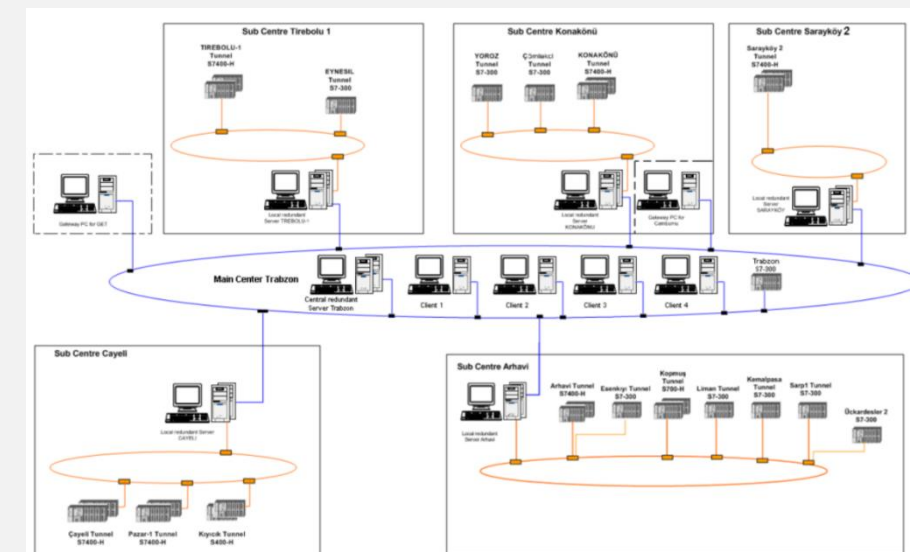 Sub Centre Tirebolu 1
TIREBOLU-1
Tunnel
S7400-H
EYNESIL
Tunnel
S7-300
Local redundant
Server TIREBOLU-1
Sub Centre Konakönü
YOROZ
Tunnel
S7-300
Tunnel
S7-300
KONAKÖNÜ
Tunnel
S7400-H
Local redundant
Server
KONAKÖNÜ
Gateway PC for
Sub Centre Sarayköy 2
Sarayköy 2
Tunnel
S7400-H
Local redundant
Server
SARAYKÖY
Gateway PC for
Main Center Trabzon
Central redundant
Server Trabzon
Client 1
Client 2
Client 3
Client 4
Trabzon
S7-300
Sub Centre Cayeli
Local redundant Server
CAYELI
Çayeli Tunnel
S7400-H
Pazar-1 Tunnel
S7400-H
Kıyıcık Tunnel
S400-H
Sub Centre Arhavi
Local redundant
Server Arhavi
Arhavi Tunnel
S7400-H
Esenkıyı Tunnel
S7-300
Kopmuş
Tunnel
S700-H
Liman Tunnel
S7-300
Kemalpasa
Tunnel
S7-300
Sarp1 Tunnel
S7-300
Ückardesler 2
S7-300